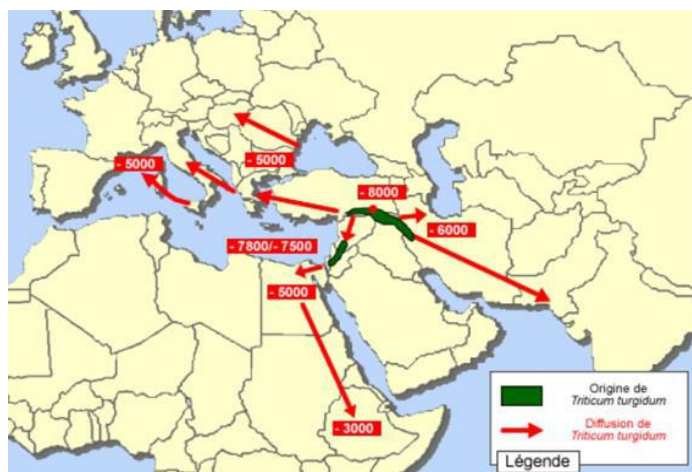 - 5000
- 5000
- 8000
- 6000
- 7800/- 7500
- 5000
- 3000
Origine de
Triticum turgidum
Diffusion de
Triticum turgidum
Légende